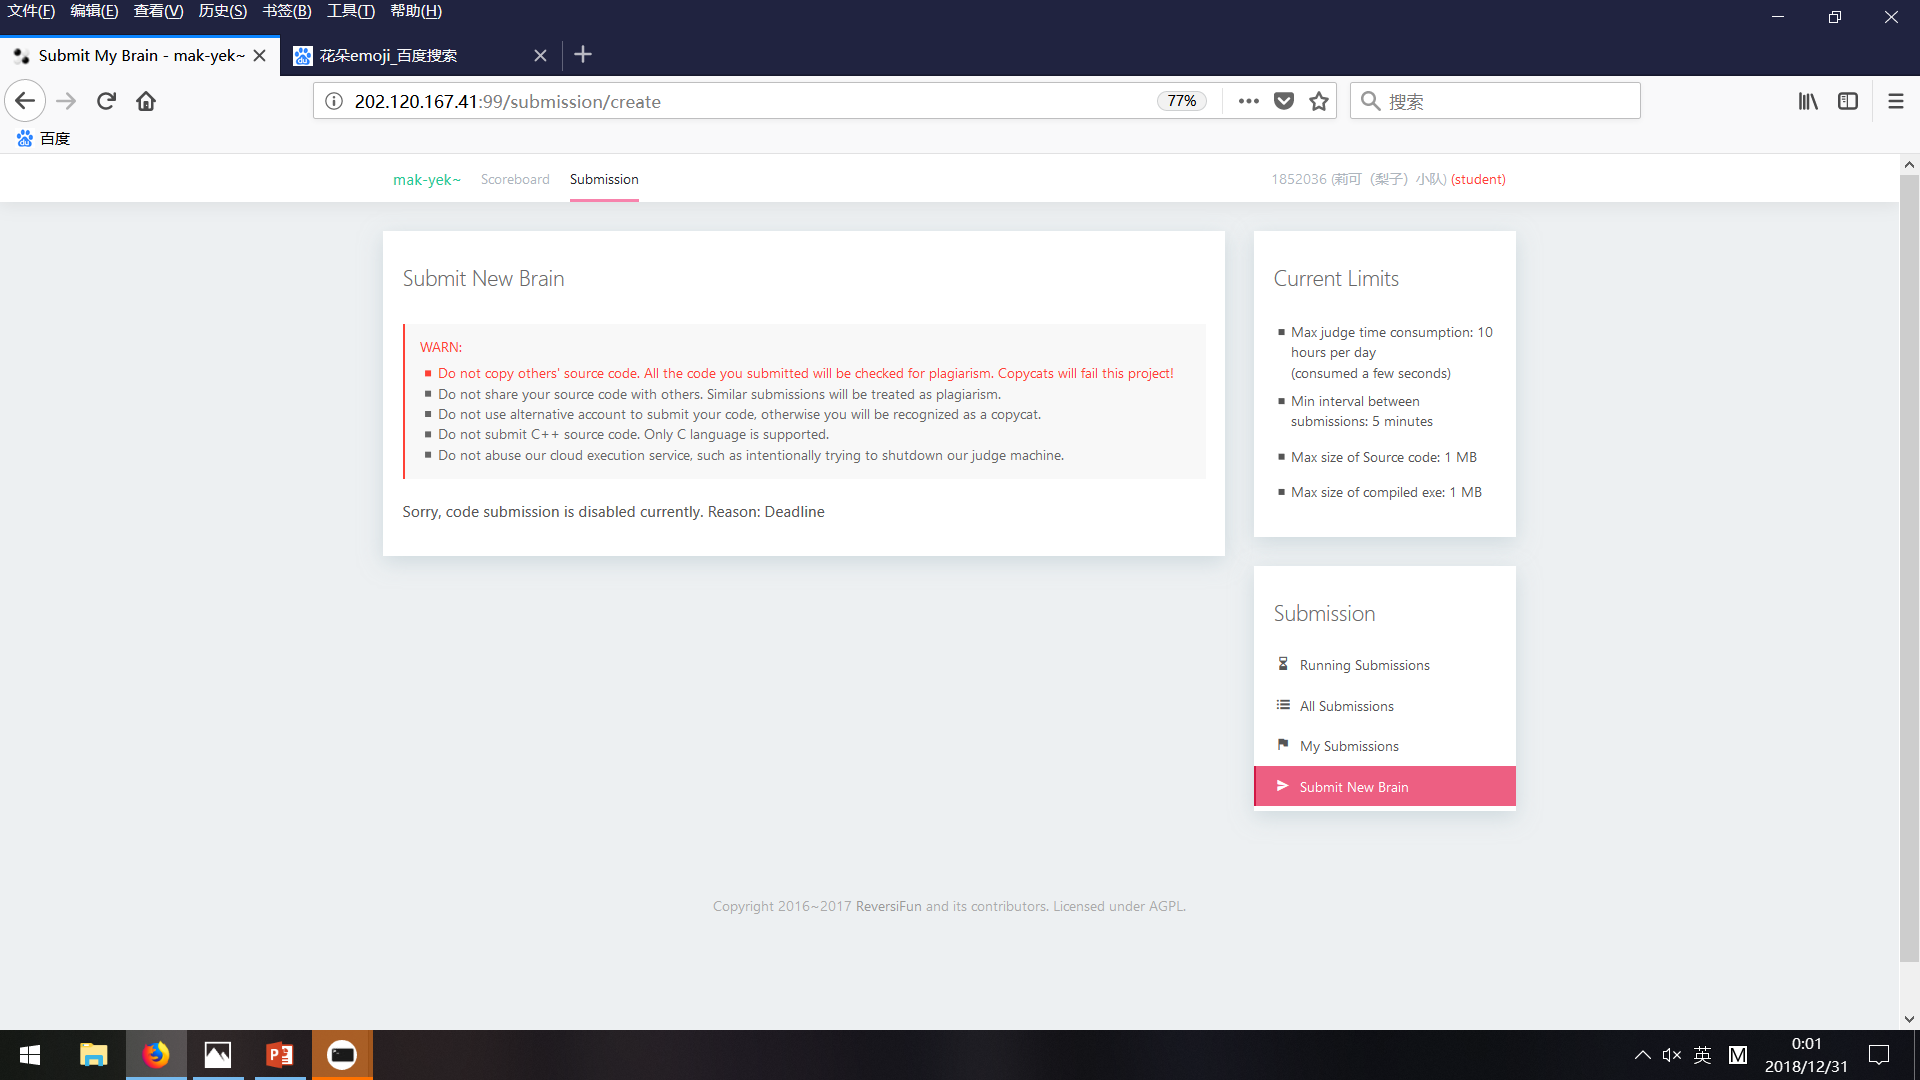 文件(F) 编辑(E) 查看(V) 历史(S) 书签(B) 工具(T) 帮助(H)
Submit My Brain - mak-yek~
花朵emoji_百度搜索
202.120.167.41:99/submission/create
77%
搜索
百度
mak-yek~ Scoreboard Submission
1852036 (莉可（梨子）小队) (student)
Submit New Brain
WARN:
Do not copy others' source code. All the code you submitted will be checked for plagiarism. Copycats will fail this project!
Do not share your source code with others. Similar submissions will be treated as plagiarism.
Do not use alternative account to submit your code, otherwise you will be recognized as a copycat.
Do not submit C++ source code. Only C language is supported.
Do not abuse our cloud execution service, such as intentionally trying to shutdown our judge machine.
Sorry, code submission is disabled currently. Reason: Deadline
Current Limits
Max judge time consumption: 10
hours per day
(consumed a few seconds)
Min interval between
submissions: 5 minutes
Max size of Source code: 1 MB
Max size of compiled exe: 1 MB
Submission
Running Submissions
All Submissions
My Submissions
Submit New Brain
Copyright 2016~2017 ReversiFun and its contributors. Licensed under AGPL.
英
M
0:01
2018/12/31